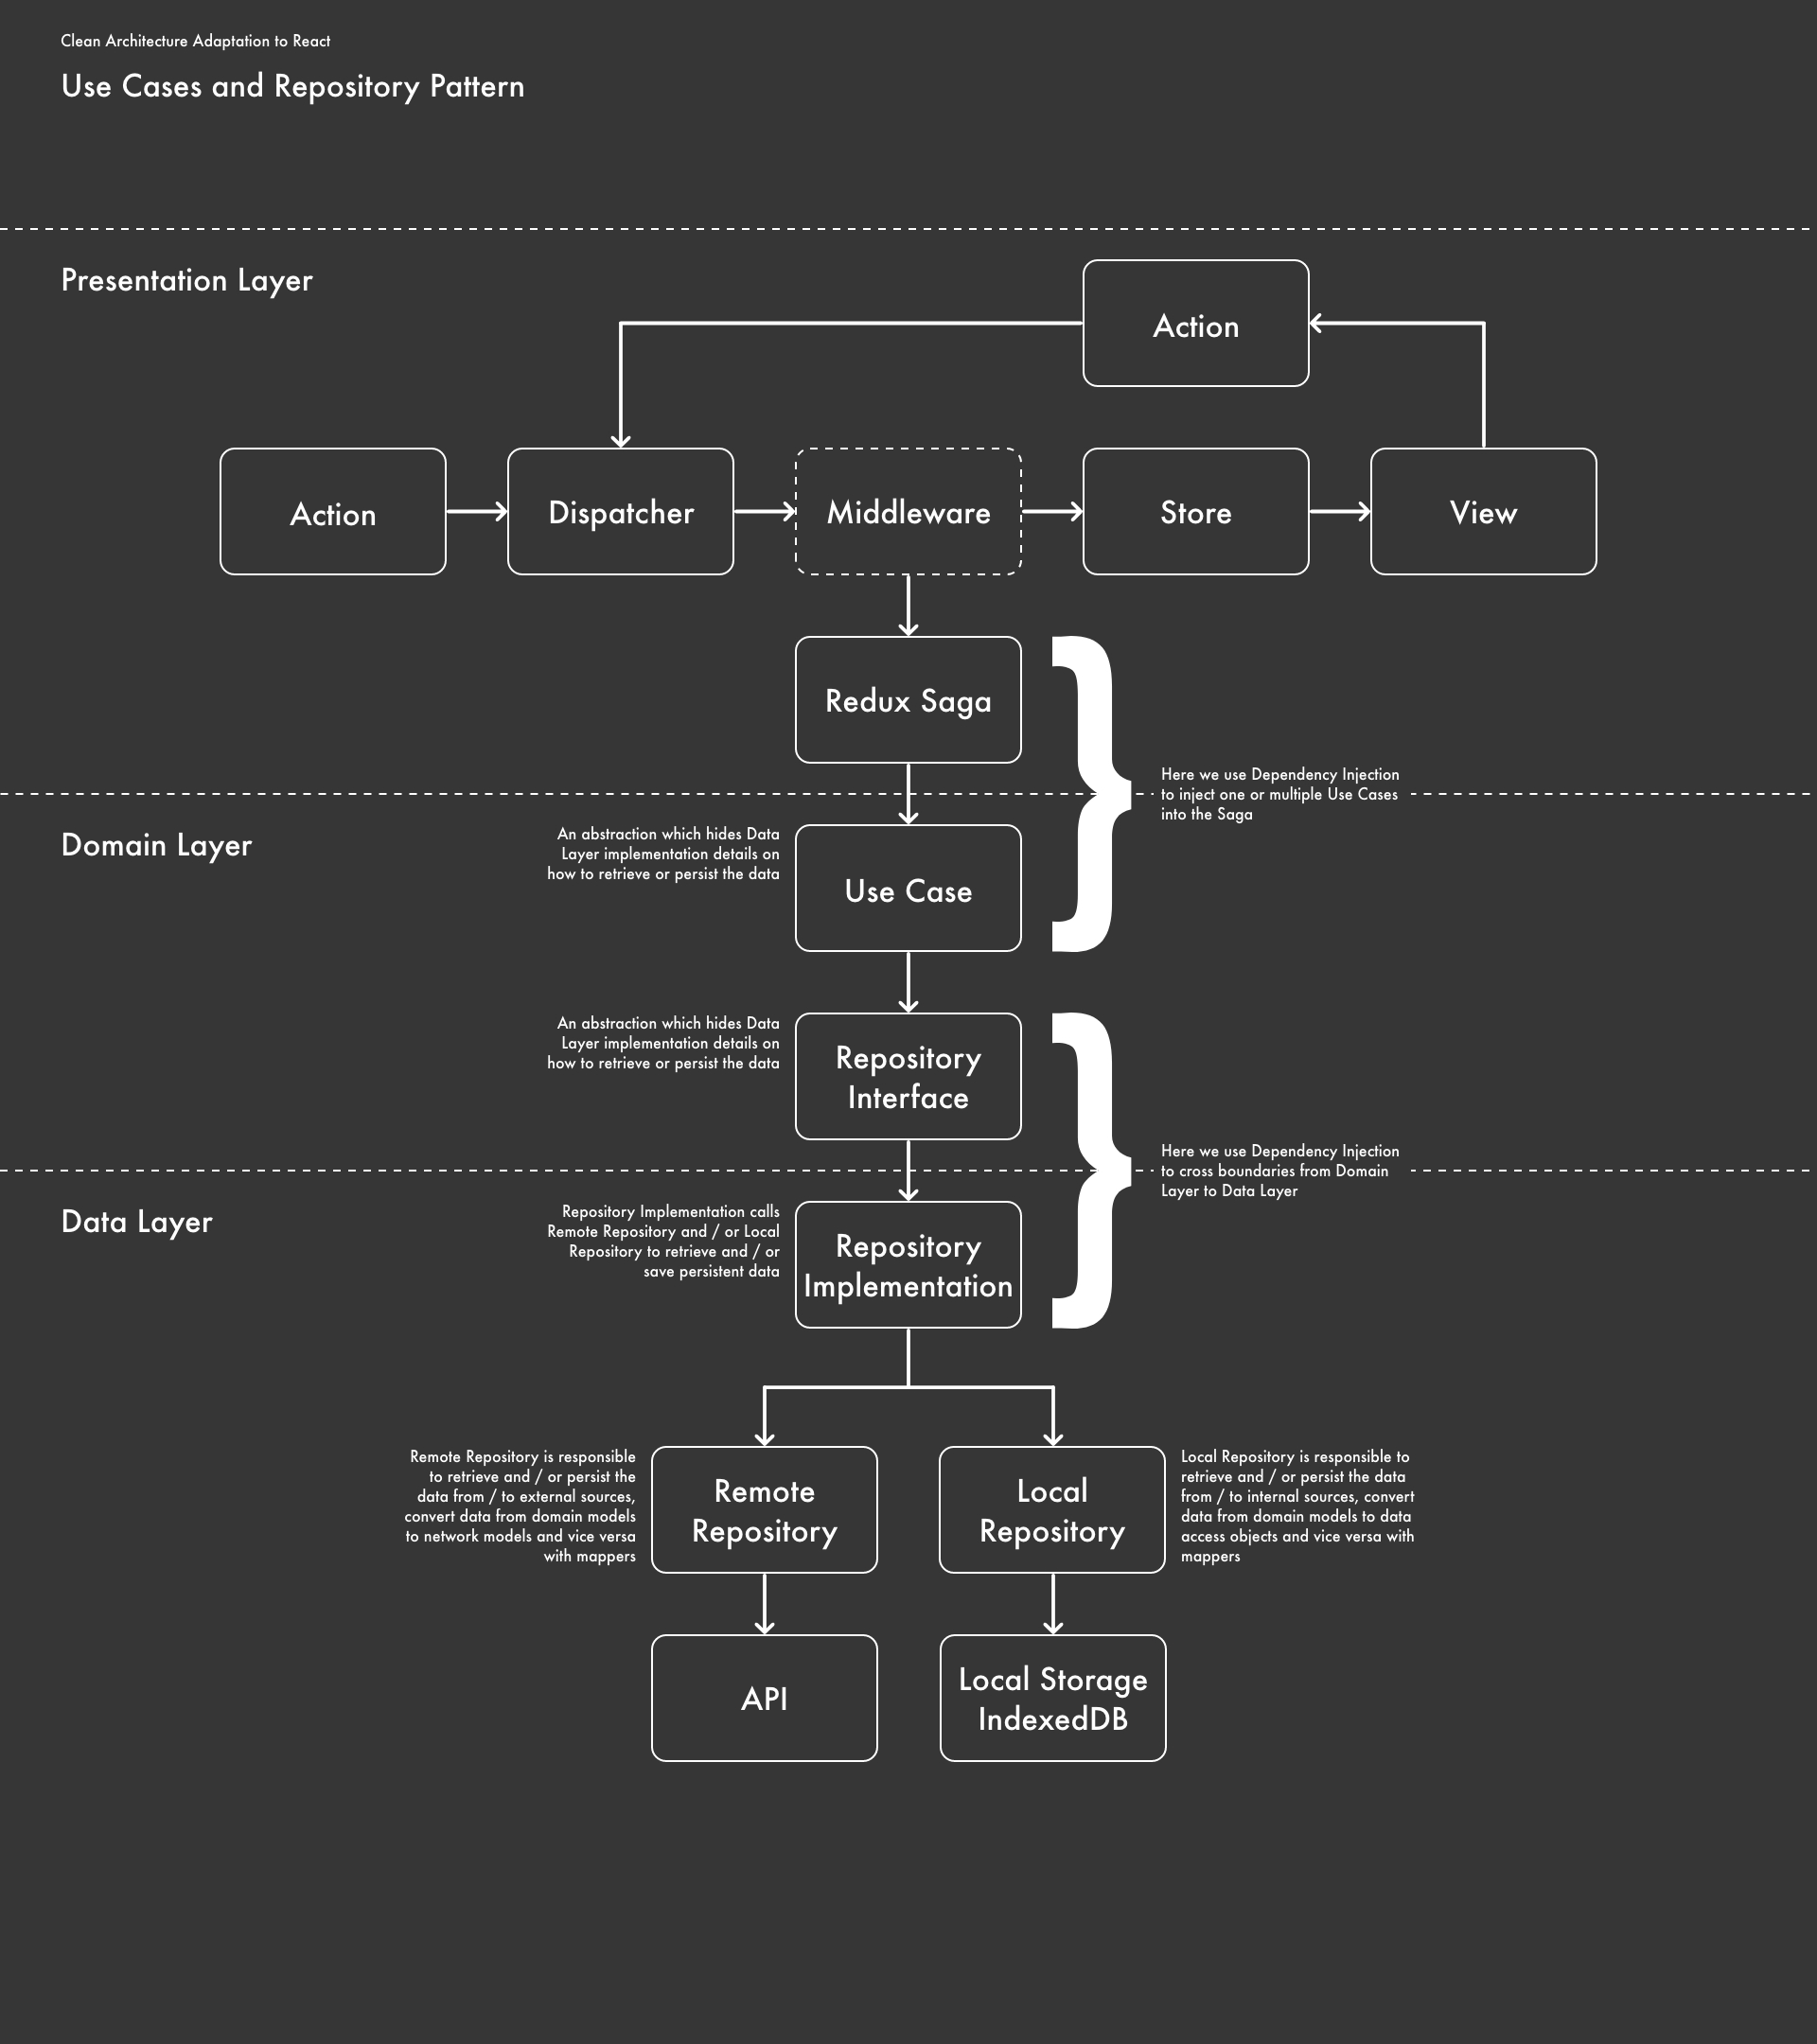 Clean Architecture Adaptation to React
Use Cases and Repository Pattern
Presentation Layer
Action
Action
Dispatcher
Middleware
Store
View
Redux Saga
Here we use Dependency Injection
to inject one or multiple Use Cases
into the Saga
Domain Layer
An abstraction which hides Data
Layer implementation details on
how to retrieve or persist the data
Use Case
An abstraction which hides Data
Layer implementation details on
how to retrieve or persist the data
Repository
Interface
Here we use Dependency Injection
to cross boundaries from Domain
Layer to Data Layer
Data Layer
Repository Implementation calls
Remote Repository and / or Local
Repository to retrieve and / or
save persistent data
Repository
Implementation
Remote Repository is responsible
to retrieve and / or persist the
data from / to external sources,
convert data from domain models
to network models and vice versa
with mappers
Remote
Repository
Local
Repository
Local Repository is responsible to
retrieve and / or persist the data
from / to internal sources, convert
data from domain models to data
access objects and vice versa with
mappers
API
Local Storage
IndexedDB